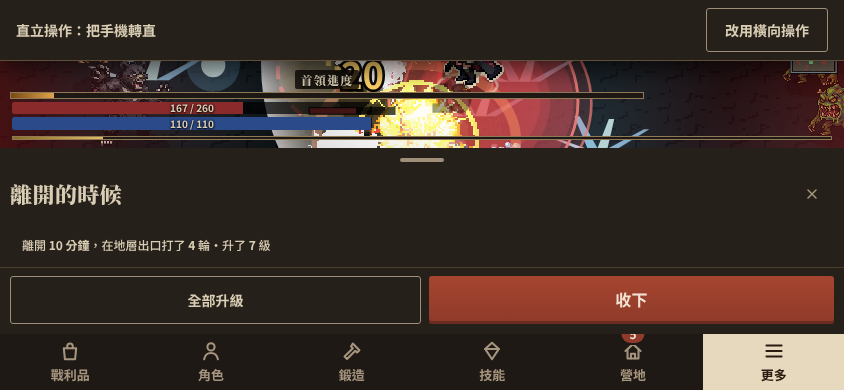 直立操作：把手機轉直
改用橫向操作
首領進度
20
167 / 260
110 / 110
離開的時候
離開 10 分鐘，在地層出口打了 4 輪・升了 7 級
全部升級
收下
5
戰利品
角色
鍛造
技能
營地
更多